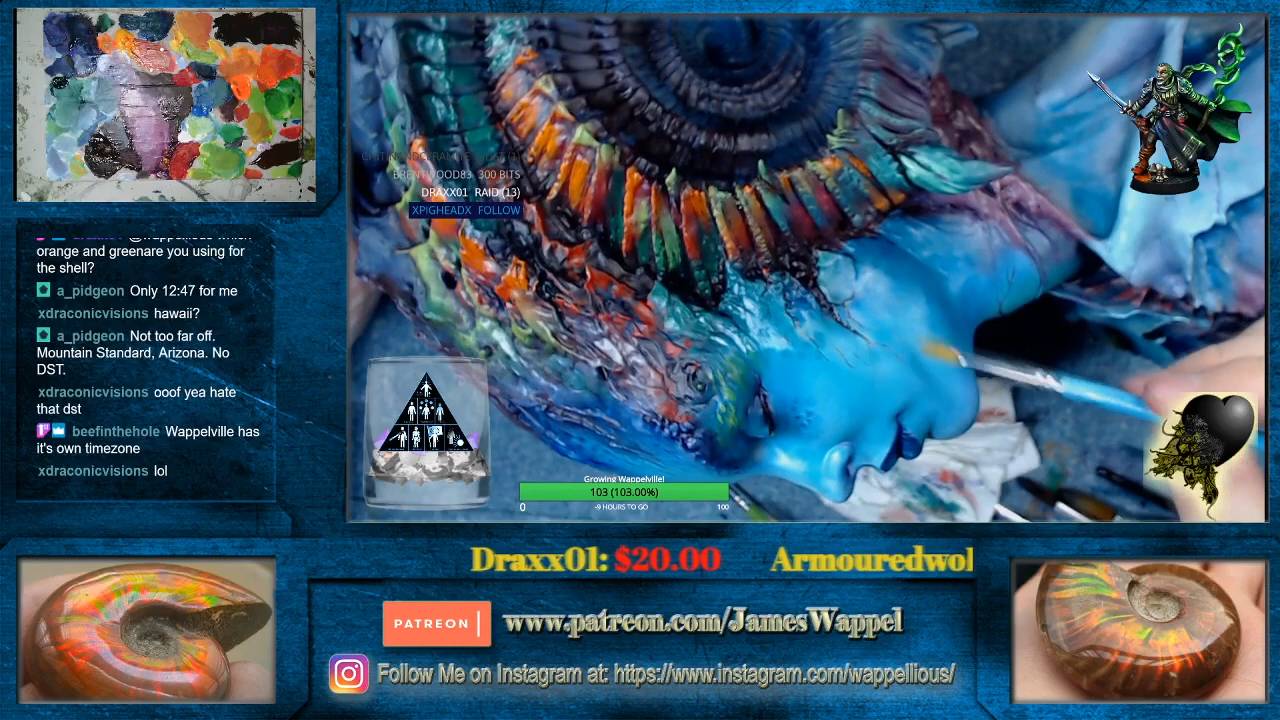 orange and greenare you using for
the shell?
a_pidgeon Only 12:47 for me
xdraconicvisions hawaii?
a_pidgeon Not too far off.
Mountain Standard, Arizona. No
DST.
xdraconicvisions ooof yea hate
that dst
beefinthehole Wappelville has
it's own timezone
xdraconicvisions lol
BRENTWOOD83 300 BITS
DRAXX01 RAID (13)
XPIGHEADX FOLLOW
Growing Wappelville!
103 (103.00%)
0 -9 HOURS TO GO 100
Draxx01: $20.00 Armouredwol
PATREON
www.patreon.com/JamesWappel
Follow Me on Instagram at: https://www.instagram.com/wappellious/